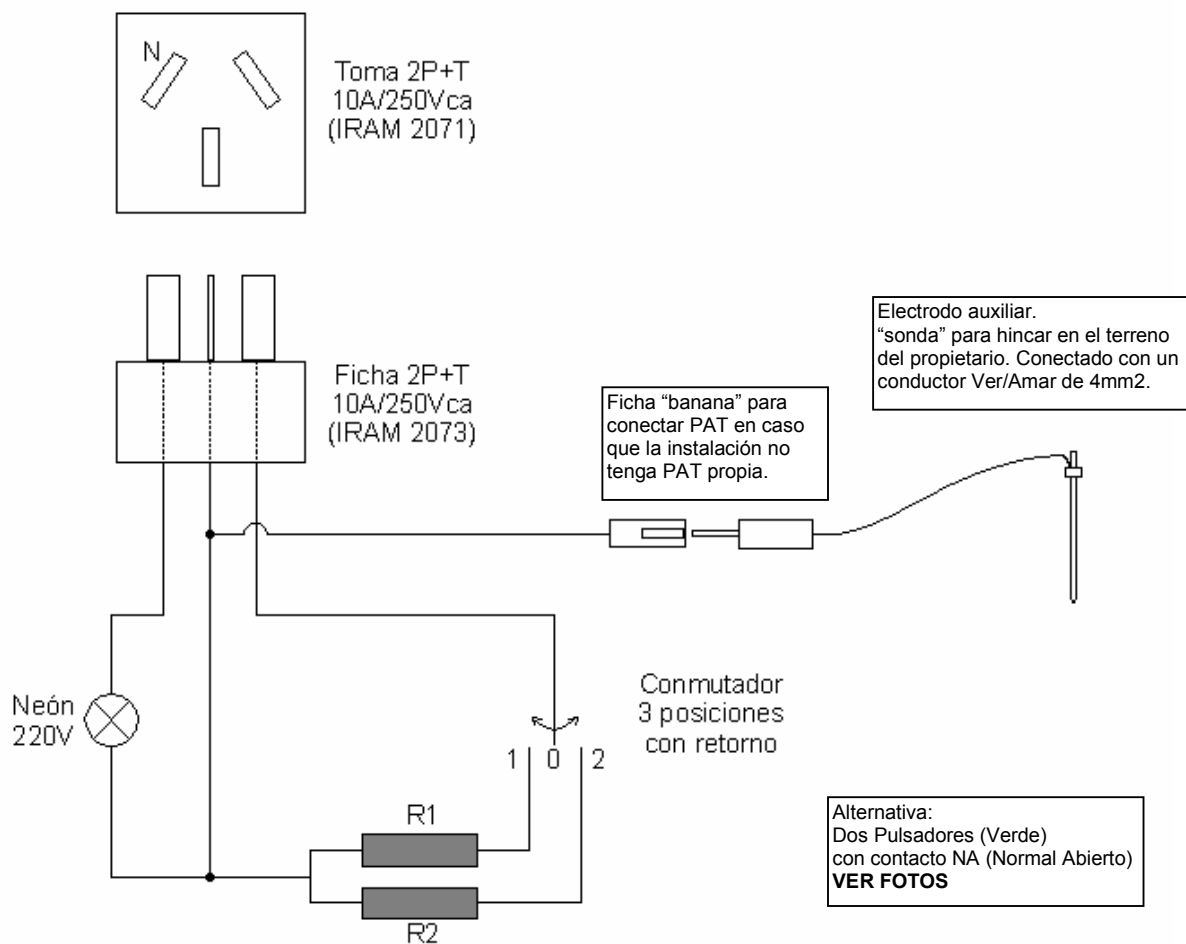 N
Toma 2P+T
10A/250Vca
(IRAM 2071)
Ficha 2P+T
10A/250Vca
(IRAM 2073)
Ficha “banana” para
conectar PAT en caso
que la instalación no
tenga PAT propia.
Electrodo auxiliar.
“sonda” para hincar en el terreno
del propietario. Conectado con un
conductor Ver/Amar de 4mm2.
Neón
220V
Conmutador
3 posiciones
con retorno
1 0 2
R1
R2
Alternativa:
Dos Pulsadores (Verde)
con contacto NA (Normal Abierto)
VER FOTOS